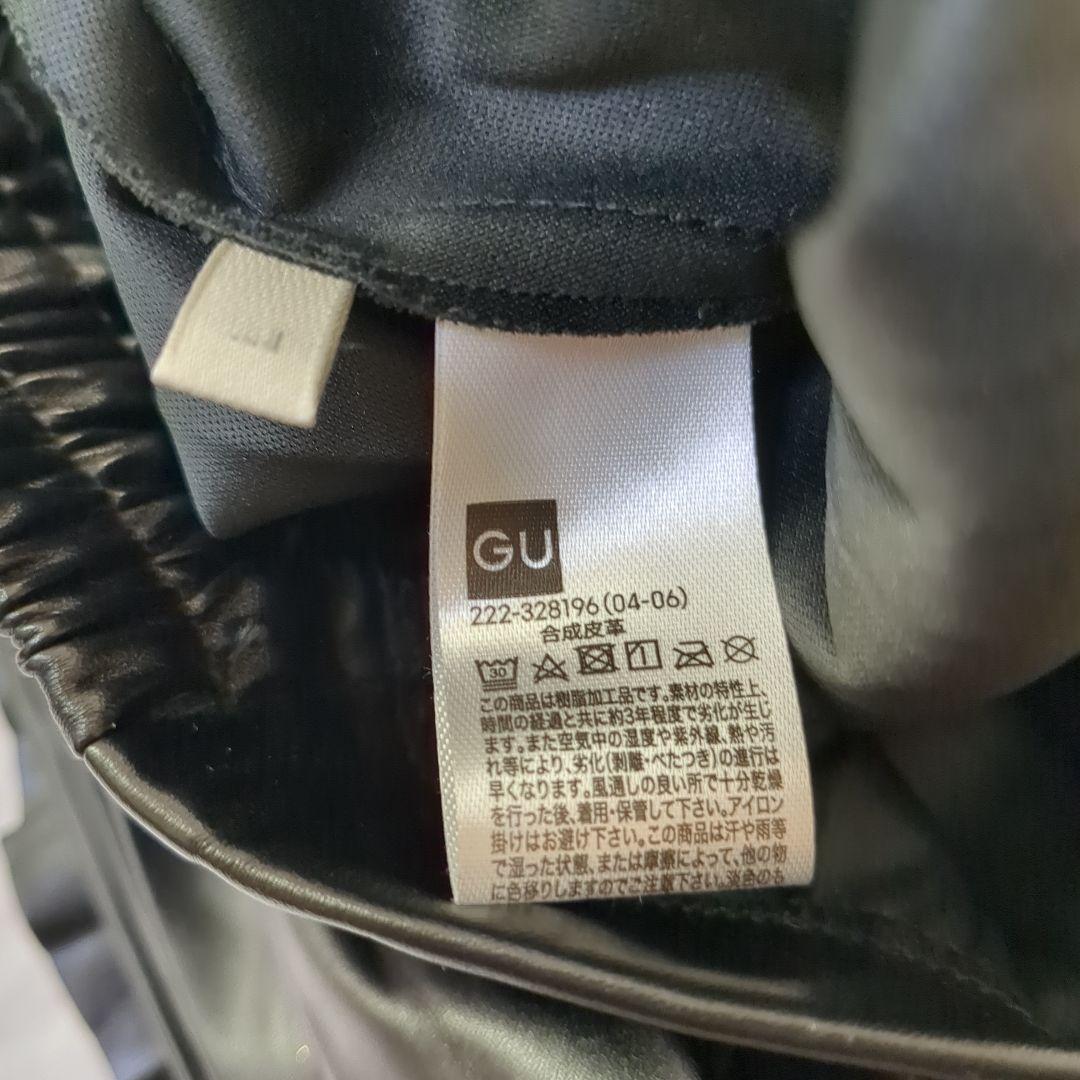 GU
222-328196(04-06)
合成皮革
30
この商品は樹脂加工品です。素材の特性上、
時間の経過と共に約3年程度で劣化が生じ
ます。また空気中の湿度や紫外線、熱や汚
れ等により、劣化(剥離・べたつき)の進行は
早くなります。風通しの良い所で十分乾燥
を行った後、着用・保管して下さい。アイロン
掛けはお避け下さい。この商品は汗や雨等
で湿った状態、または摩擦によって、他の物
に色移りしますのでご注意下さい。淡色のお